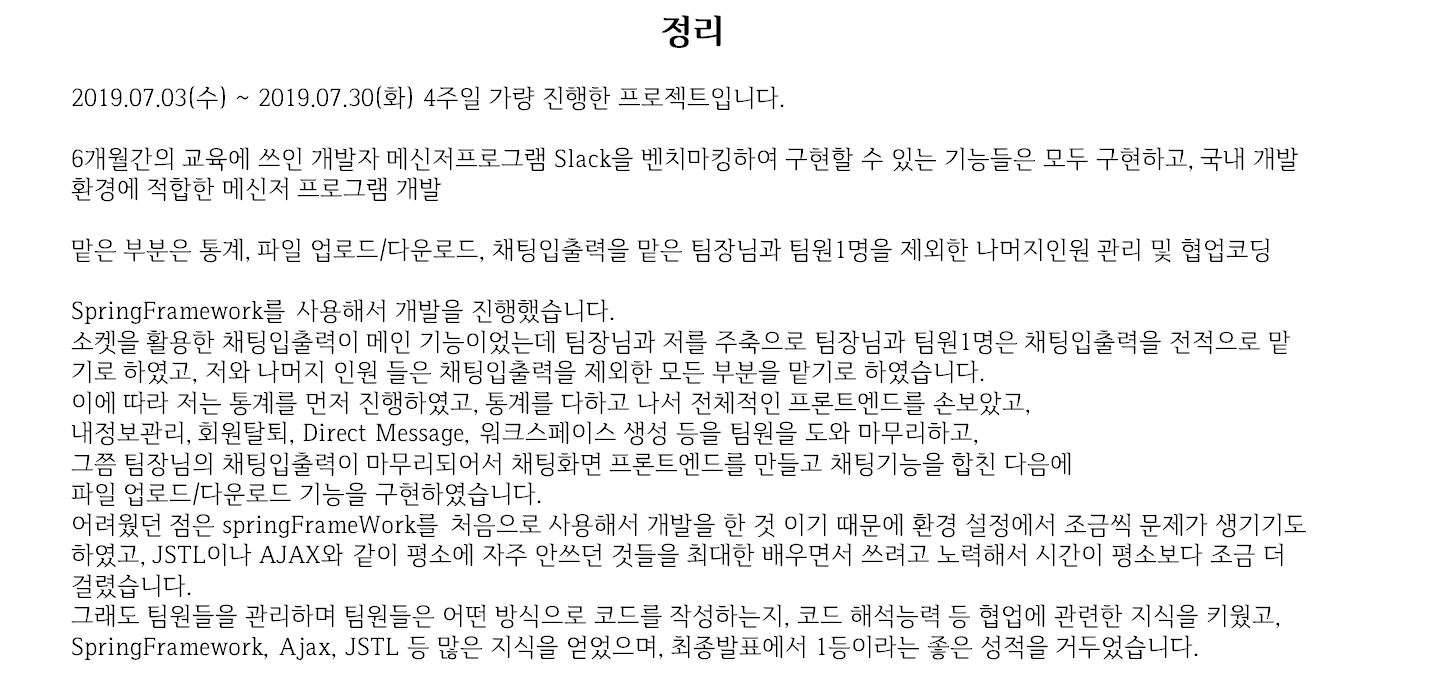 정리
2019.07.03(수) ~ 2019.07.30(화) 4주일 가량 진행한 프로젝트입니다.
6개월간의 교육에 쓰인 개발자 메신저프로그램 Slack을 벤치마킹하여 구현할 수 있는 기능들은 모두 구현하고, 국내 개발
환경에 적합한 메신저 프로그램 개발
맡은 부분은 통계, 파일 업로드/다운로드, 채팅입출력을 맡은 팀장님과 팀원1명을 제외한 나머지인원 관리 및 협업코딩
SpringFramework를 사용해서 개발을 진행했습니다.
소켓을 활용한 채팅입출력이 메인 기능이었는데 팀장님과 저를 주축으로 팀장님과 팀원1명은 채팅입출력을 전적으로 맡
기로 하였고, 저와 나머지 인원 들은 채팅입출력을 제외한 모든 부분을 맡기로 하였습니다.
이에 따라 저는 통계를 먼저 진행하였고, 통계를 다하고 나서 전체적인 프론트엔드를 손보았고,
내정보관리, 회원탈퇴, Direct Message, 워크스페이스 생성 등을 팀원을 도와 마무리하고,
그쯤 팀장님의 채팅입출력이 마무리되어서 채팅화면 프론트엔드를 만들고 채팅기능을 합친 다음에
파일 업로드/다운로드 기능을 구현하였습니다.
어려웠던 점은 springFrameWork를 처음으로 사용해서 개발을 한 것 이기 때문에 환경 설정에서 조금씩 문제가 생기기도
하였고, JSTL이나 AJAX와 같이 평소에 자주 안쓰던 것들을 최대한 배우면서 쓰려고 노력해서 시간이 평소보다 조금 더
걸렸습니다.
그래도 팀원들을 관리하며 팀원들은 어떤 방식으로 코드를 작성하는지, 코드 해석능력 등 협업에 관련한 지식을 키웠고,
SpringFramework, Ajax, JSTL 등 많은 지식을 얻었으며, 최종발표에서 1등이라는 좋은 성적을 거두었습니다.